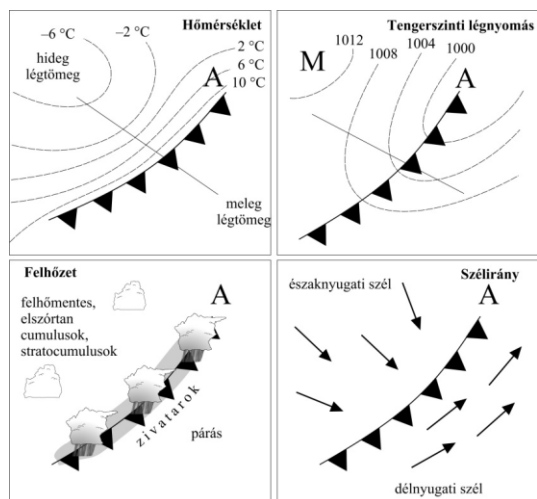 Hőmérséklet
–6 °C
–2 °C
hideg
légtömeg
2 °C
A
6 °C
10 °C
meleg
légtömeg
Tengerszinti légnyomás
1012
1008
1004
1000
M
A
Felhőzet
A
felhőmentes,
elszórtan
cumulusok,
stratocumulusok
zivatarok
párás
Szélirány
északnyugati szél
A
délnyugati szél